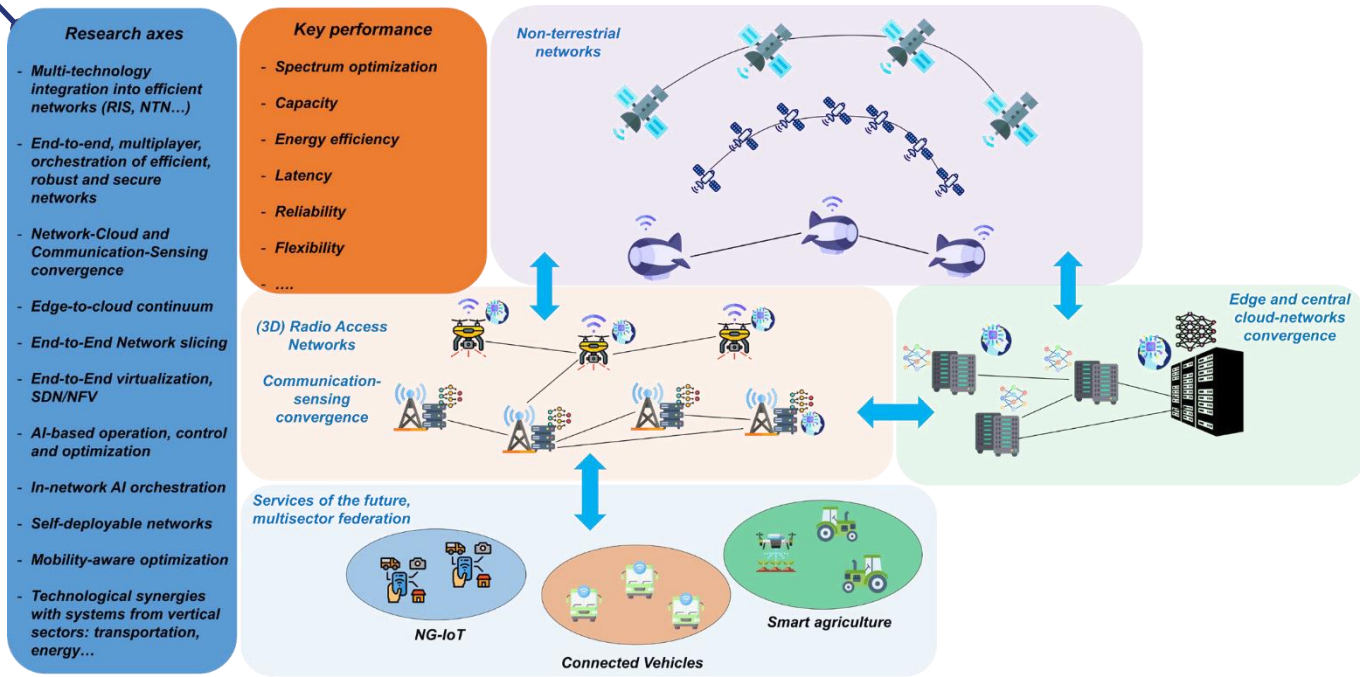 Research axes
- Multi-technology
integration into efficient
networks (RIS, NTN…)
- End-to-end, multiplayer,
orchestration of efficient,
robust and secure
networks
- Network-Cloud and
Communication-Sensing
convergence
- Edge-to-cloud continuum
- End-to-End Network slicing
- End-to-End virtualization,
SDN/NFV
- AI-based operation, control
and optimization
- In-network AI orchestration
- Self-deployable networks
- Mobility-aware optimization
- Technological synergies
with systems from vertical
sectors: transportation,
energy…
Key performance
- Spectrum optimization
- Capacity
- Energy efficiency
- Latency
- Reliability
- Flexibility
- ....
Non-terrestrial
networks
(3D) Radio Access
Networks
Communication-
sensing
convergence
Edge and central
cloud-networks
convergence
Services of the future,
multisector federation
NG-IoT
Connected Vehicles
Smart agriculture